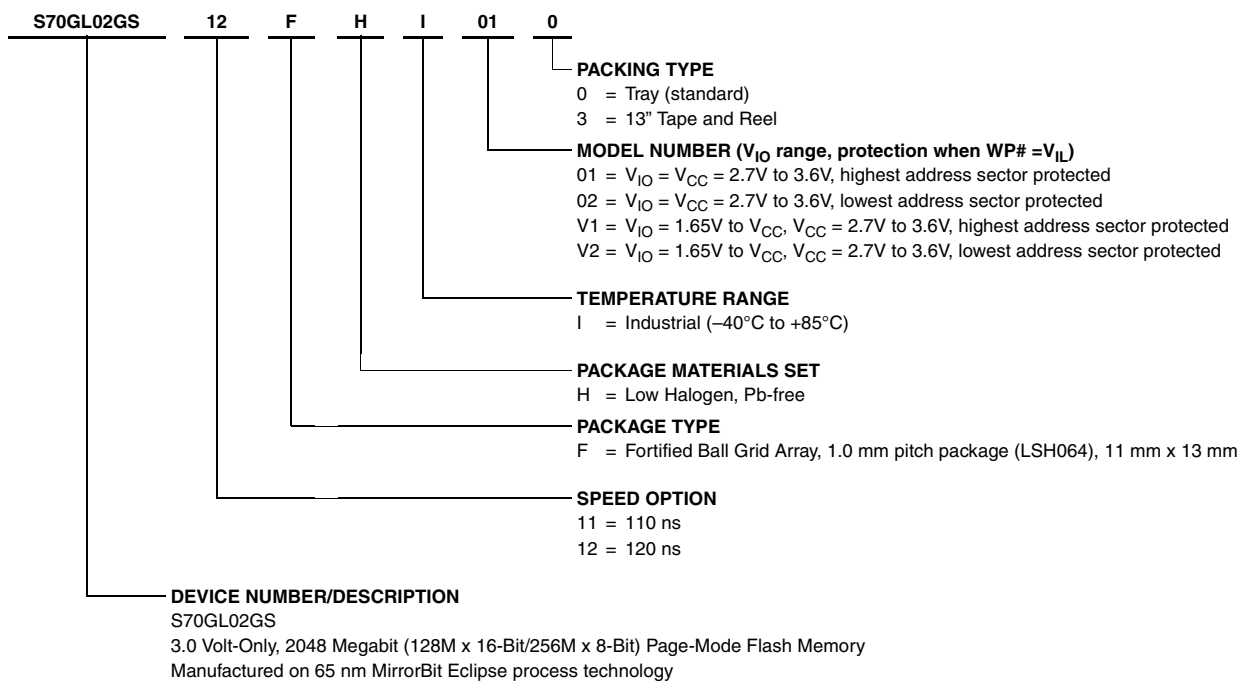 S70GL02GS 12 F H I 01 0
PACKING TYPE
0 = Tray (standard)
3 = 13” Tape and Reel
MODEL NUMBER (VIO range, protection when WP# =VIL)
01 = VIO = VCC = 2.7V to 3.6V, highest address sector protected
02 = VIO = VCC = 2.7V to 3.6V, lowest address sector protected
V1 = VIO = 1.65V to VCC, VCC = 2.7V to 3.6V, highest address sector protected
V2 = VIO = 1.65V to VCC, VCC = 2.7V to 3.6V, lowest address sector protected
TEMPERATURE RANGE
I = Industrial (–40°C to +85°C)
PACKAGE MATERIALS SET
H = Low Halogen, Pb-free
PACKAGE TYPE
F = Fortified Ball Grid Array, 1.0 mm pitch package (LSH064), 11 mm x 13 mm
SPEED OPTION
11 = 110 ns
12 = 120 ns
DEVICE NUMBER/DESCRIPTION
S70GL02GS
3.0 Volt-Only, 2048 Megabit (128M x 16-Bit/256M x 8-Bit) Page-Mode Flash Memory
Manufactured on 65 nm MirrorBit Eclipse process technology